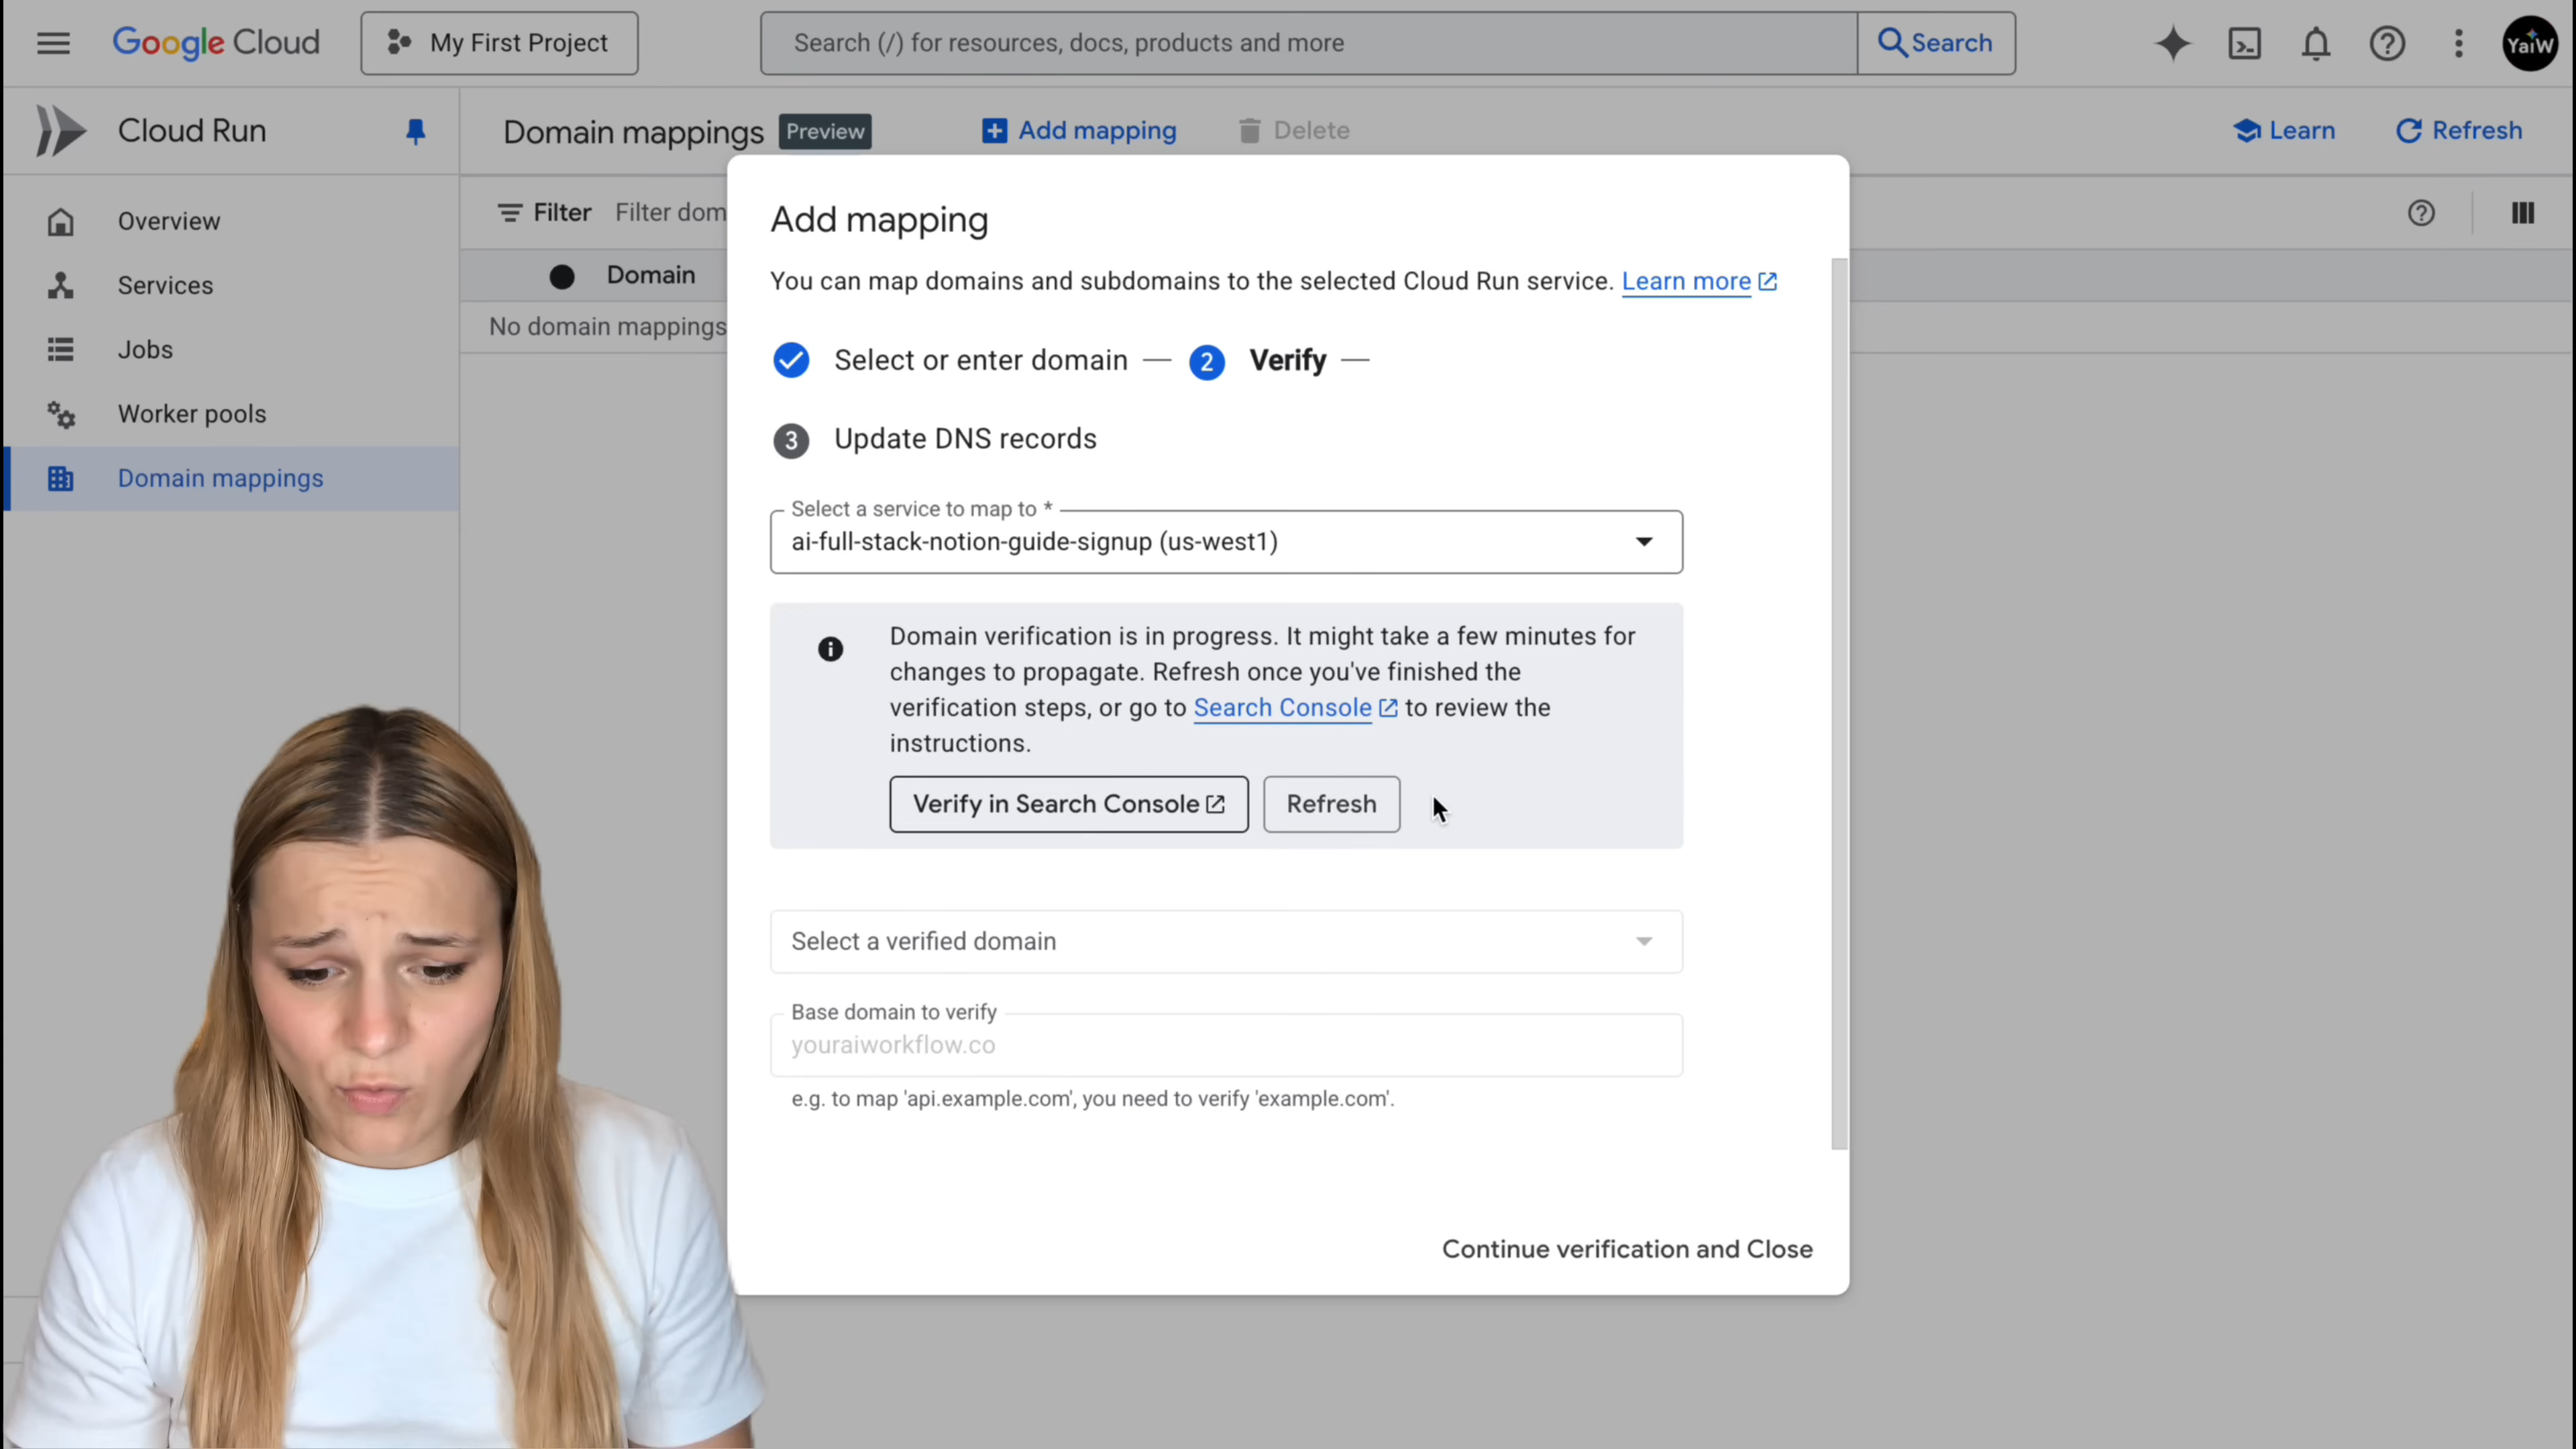 Google Cloud
My First Project
Search (/) for resources, docs, products and more
Search
YaiW
Cloud Run
Domain mappings
Preview
Add mapping
Delete
Learn
Refresh
Overview
Services
Jobs
Worker pools
Domain mappings
Filter
Filter dom
Domain
No domain mappings
Add mapping
You can map domains and subdomains to the selected Cloud Run service. Learn more
Select or enter domain — 2 Verify —
3 Update DNS records
Select a service to map to *
ai-full-stack-notion-guide-signup (us-west1)
Domain verification is in progress. It might take a few minutes for
changes to propagate. Refresh once you've finished the
verification steps, or go to Search Console to review the
instructions.
Verify in Search Console
Refresh
Select a verified domain
Base domain to verify
youraiworkflow.co
e.g. to map 'api.example.com', you need to verify 'example.com'.
Continue verification and Close